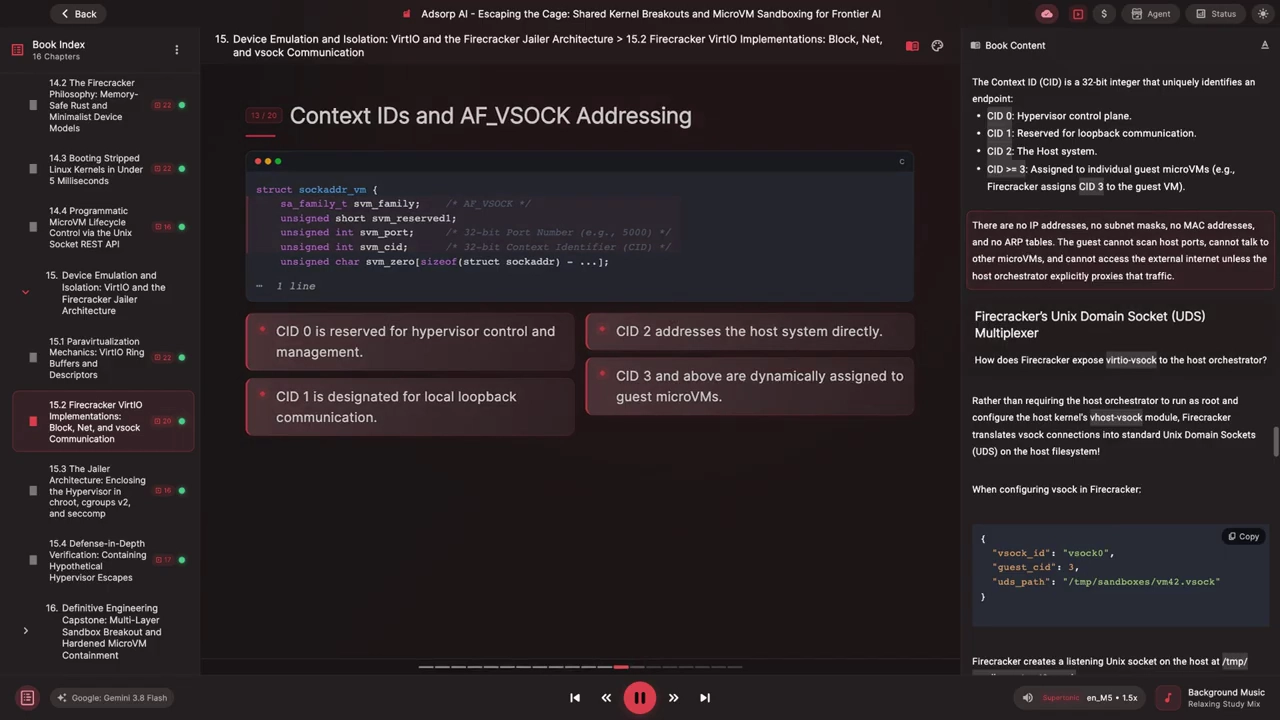 Back
Adsorp AI - Escaping the Cage: Shared Kernel Breakouts and MicroVM Sandboxing for Frontier AI
$
Agent
Status
Book Index
16 Chapters
14.2 The Firecracker
Philosophy: Memory-
Safe Rust and
Minimalist Device
Models
22
14.3 Booting Stripped
Linux Kernels in Under
5 Milliseconds
22
14.4 Programmatic
MicroVM Lifecycle
Control via the Unix
Socket REST API
16
15. Device Emulation and
Isolation: VirtIO and the
Firecracker Jailer
Architecture
15.1 Paravirtualization
Mechanics: VirtIO Ring
Buffers and
Descriptors
22
15.2 Firecracker VirtIO
Implementations:
Block, Net, and vsock
Communication
20
15.3 The Jailer
Architecture: Enclosing
the Hypervisor in
chroot, cgroups v2,
and seccomp
16
15.4 Defense-in-Depth
Verification: Containing
Hypothetical
Hypervisor Escapes
17
16. Definitive Engineering
Capstone: Multi-Layer
Sandbox Breakout and
Hardened MicroVM
Containment
15. Device Emulation and Isolation: VirtIO and the Firecracker Jailer Architecture > 15.2 Firecracker VirtIO Implementations: Block, Net,
and vsock Communication
13 / 20
Context IDs and AF_VSOCK Addressing
C
struct sockaddr_vm {
sa_family_t svm_family; /* AF_VSOCK */
unsigned short svm_reserved1;
unsigned int svm_port; /* 32-bit Port Number (e.g., 5000) */
unsigned int svm_cid; /* 32-bit Context Identifier (CID) */
unsigned char svm_zero[sizeof(struct sockaddr) - ...];
⋯ 1 line
CID 0 is reserved for hypervisor control and
management.
CID 1 is designated for local loopback
communication.
CID 2 addresses the host system directly.
CID 3 and above are dynamically assigned to
guest microVMs.
Book Content
The Context ID (CID) is a 32-bit integer that uniquely identifies an
endpoint:
• CID 0: Hypervisor control plane.
• CID 1: Reserved for loopback communication.
• CID 2: The Host system.
• CID >= 3: Assigned to individual guest microVMs (e.g.,
Firecracker assigns CID 3 to the guest VM).
There are no IP addresses, no subnet masks, no MAC addresses,
and no ARP tables. The guest cannot scan host ports, cannot talk to
other microVMs, and cannot access the external internet unless the
host orchestrator explicitly proxies that traffic.
Firecracker's Unix Domain Socket (UDS)
Multiplexer
How does Firecracker expose virtio-vsock to the host orchestrator?
Rather than requiring the host orchestrator to run as root and
configure the host kernel's vhost-vsock module, Firecracker
translates vsock connections into standard Unix Domain Sockets
(UDS) on the host filesystem!
When configuring vsock in Firecracker:
Copy
{
"vsock_id": "vsock0",
"guest_cid": 3,
"uds_path": "/tmp/sandboxes/vm42.vsock"
}
Firecracker creates a listening Unix socket on the host at /tmp/
Google: Gemini 3.8 Flash
Supertonic
en_M5 • 1.5x
Background Music
Relaxing Study Mix